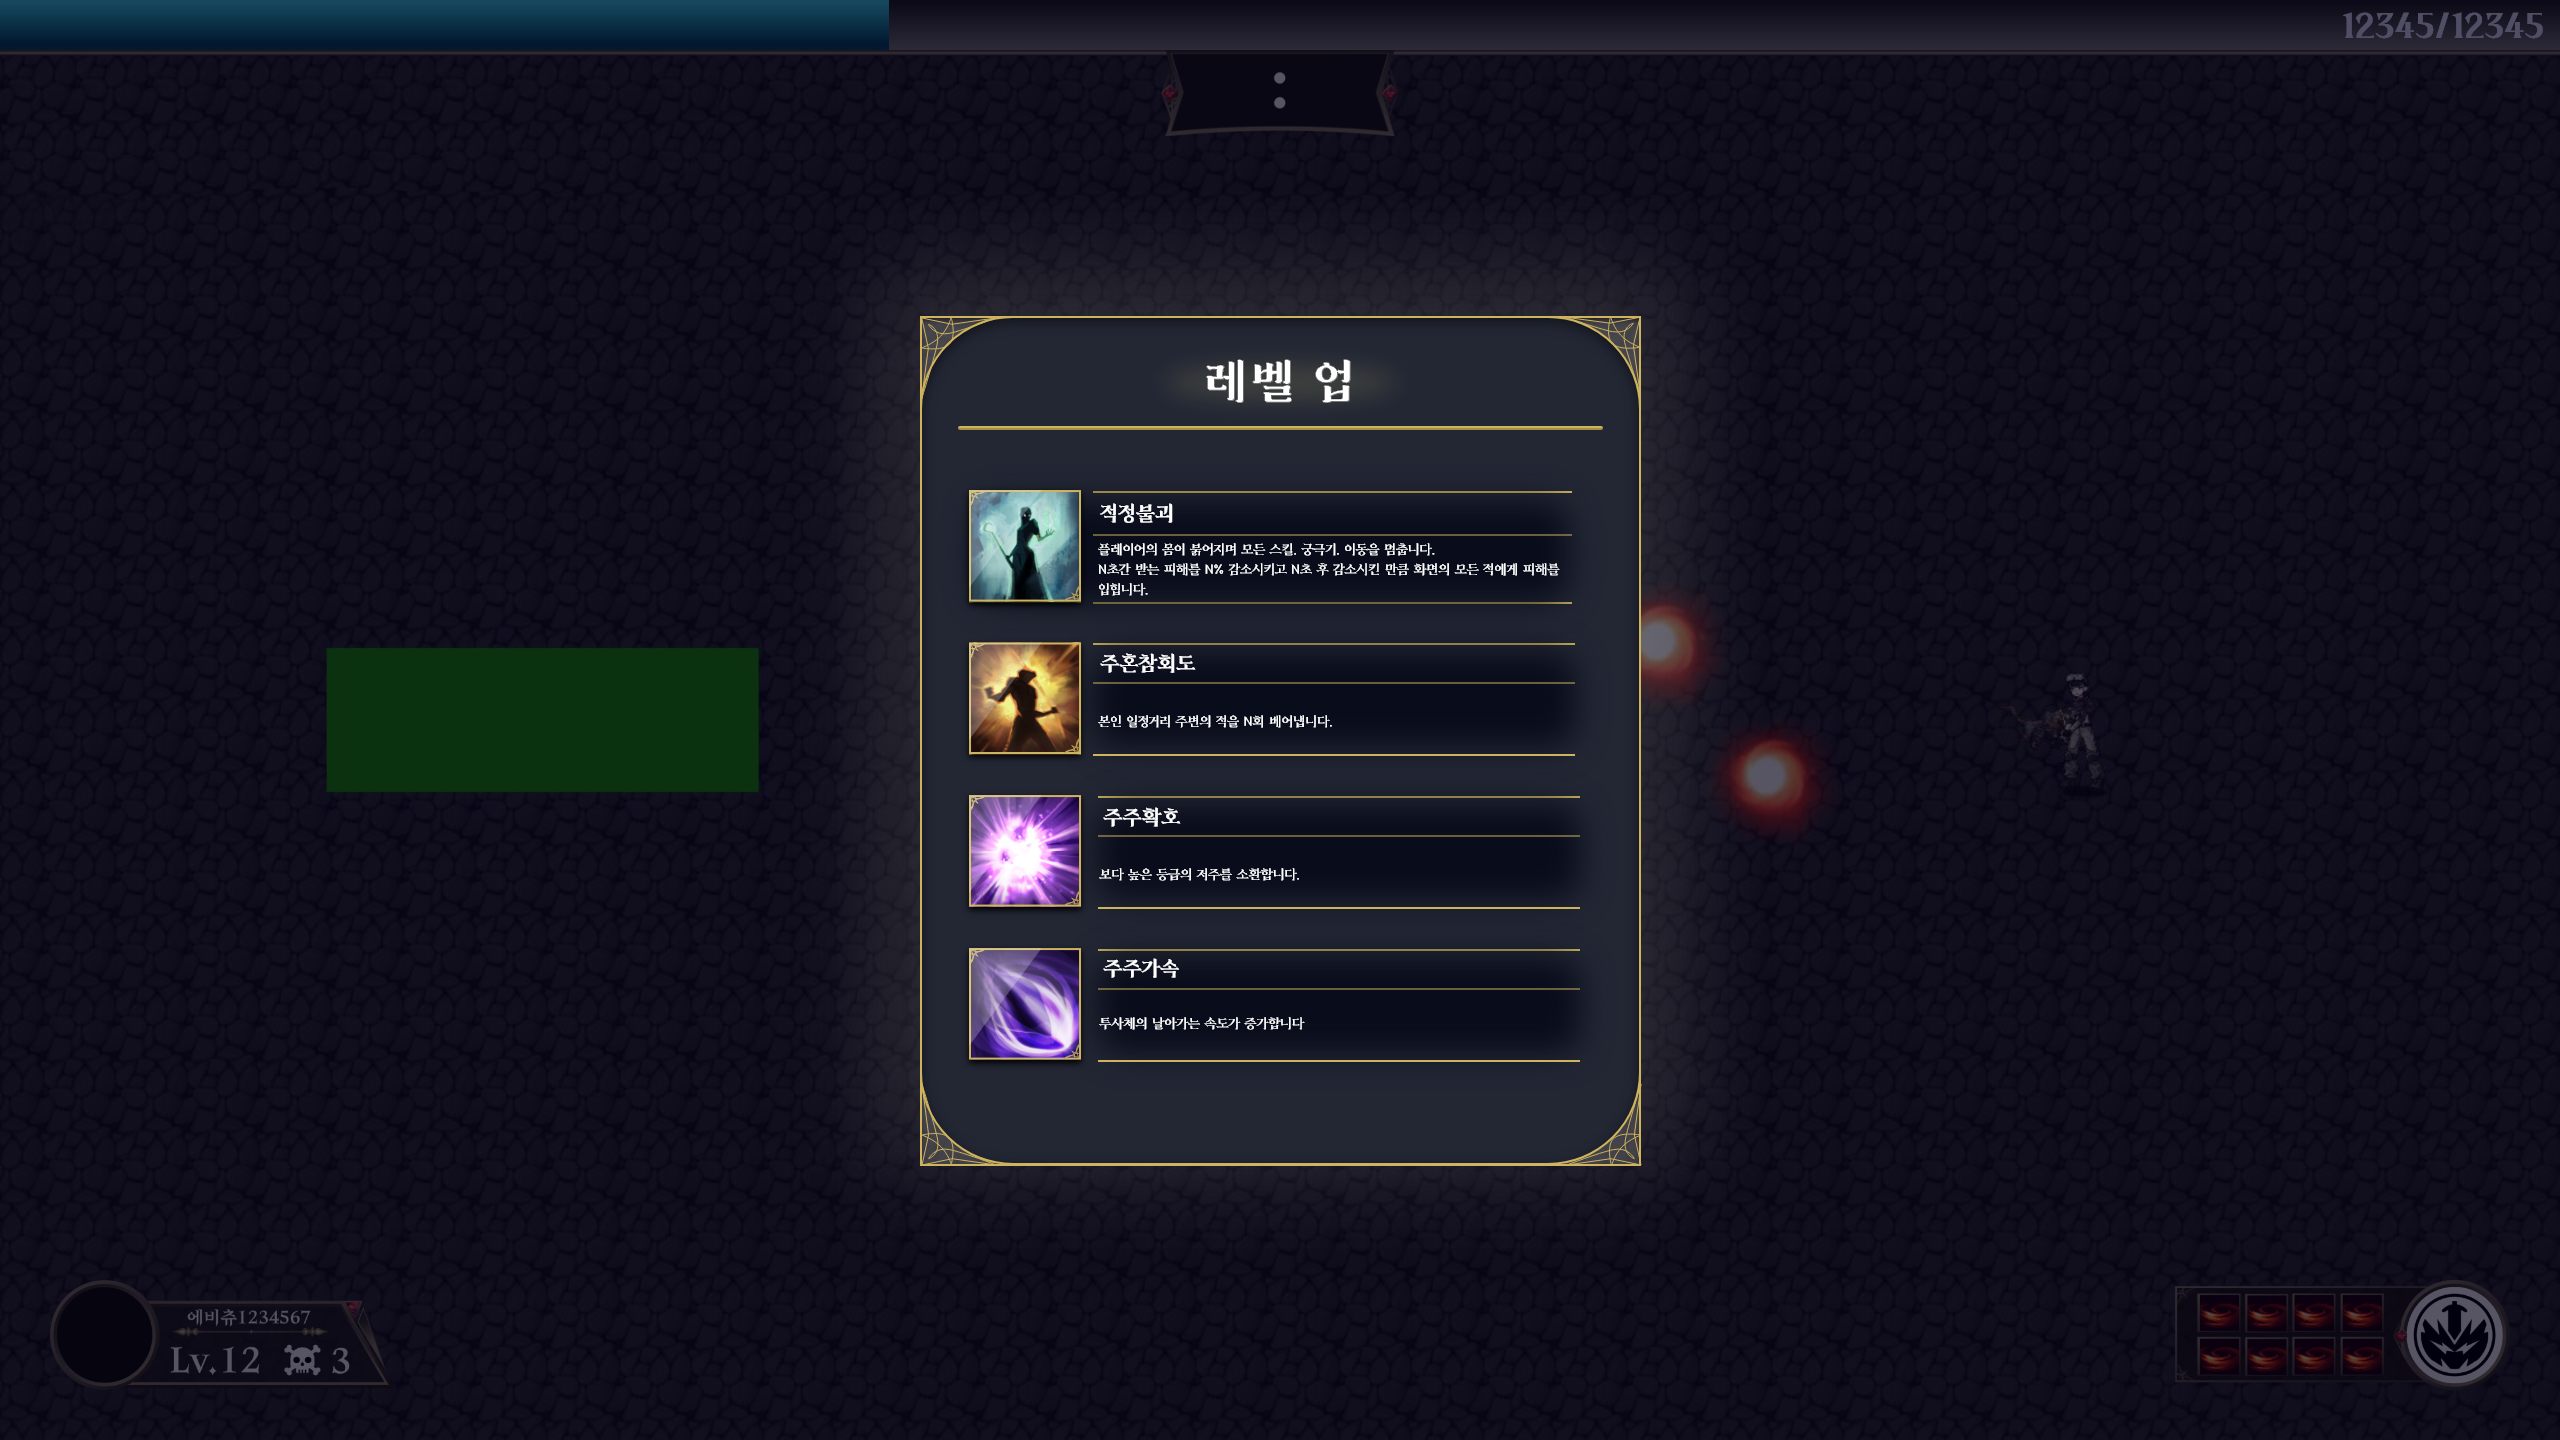 12345/12345
:
레벨 업
적정불괴
플레이어의 몸이 붉어지며 모든 스킬, 궁극기, 이동을 멈춥니다.
N초간 받는 피해를 N% 감소시키고 N초 후 감소시킨 만큼 화면의 모든 적에게 피해를
입힙니다.
주혼참회도
본인 일정거리 주변의 적을 N회 베어냅니다.
주주확호
보다 높은 등급의 저주를 소환합니다.
주주가속
투사체의 날아가는 속도가 증가합니다
에비츄1234567
Lv.12 3